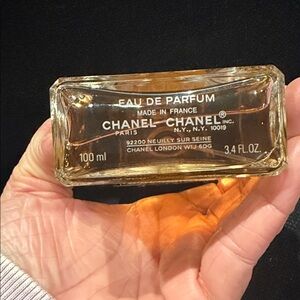 EAU DE PARFUM
MADE IN FRANCE
CHANEL CHANEL® INC.
PARIS N.Y., N.Y. 10019
92200 NEUILLY SUR SEINE
CHANEL LONDON W1J 6DG
100 ml 3.4 FL.OZ.